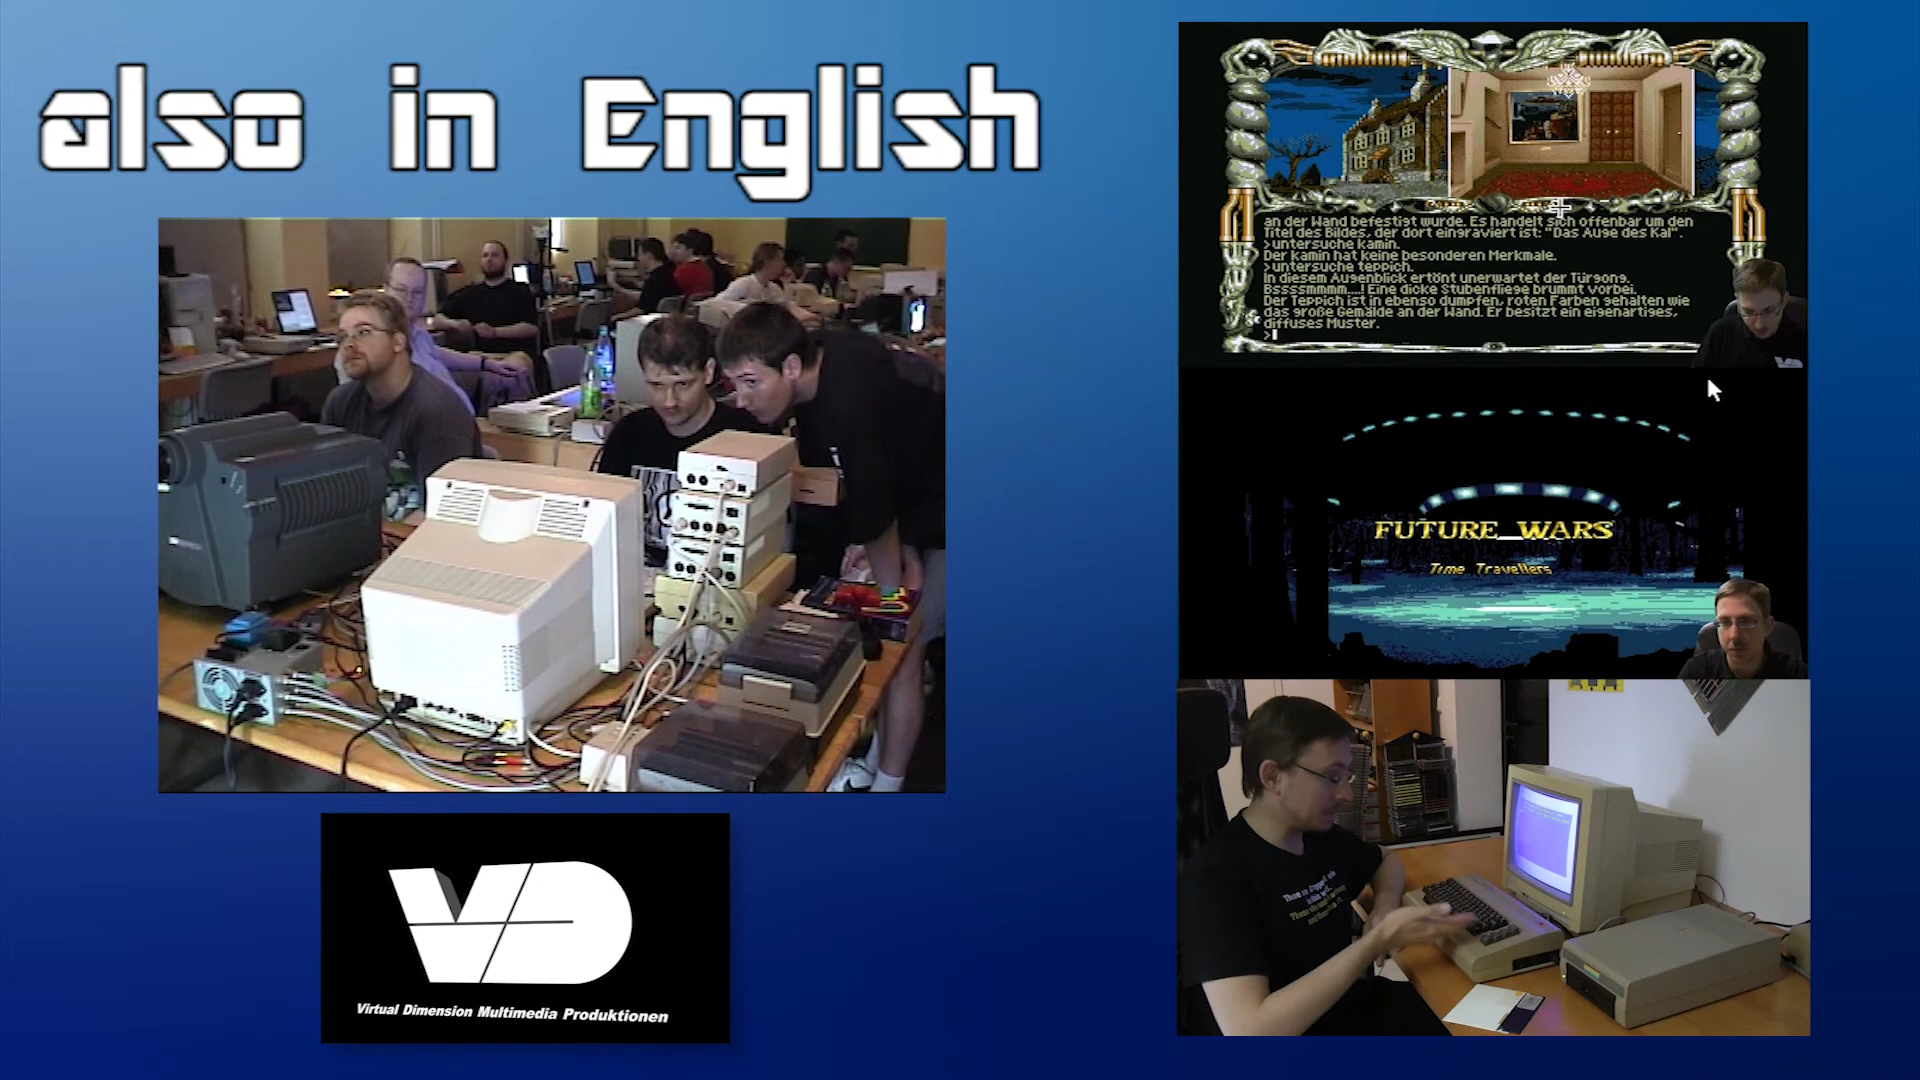 also in English
an der Wand befestigt wurde. Es handelt sich offenbar um den
Titel des Bildes, der dort eingraviert ist: "Das Auge des Kal".
>untersuche kamin.
Der Kamin hat keine besonderen Merkmale.
>untersuche teppich.
In diesem Augenblick ertönt unerwartet der Türgong.
Bsssssmmmm....! Eine dicke Stubenfliege brummt vorbei.
Der Teppich ist in ebenso dumpfen, roten Farben gehalten wie
das große Gemälde an der Wand. Er besitzt ein eigenartiges,
diffuses Muster.
>
FUTURE WARS
Time Travellers
VD
Virtual Dimension Multimedia Produktionen